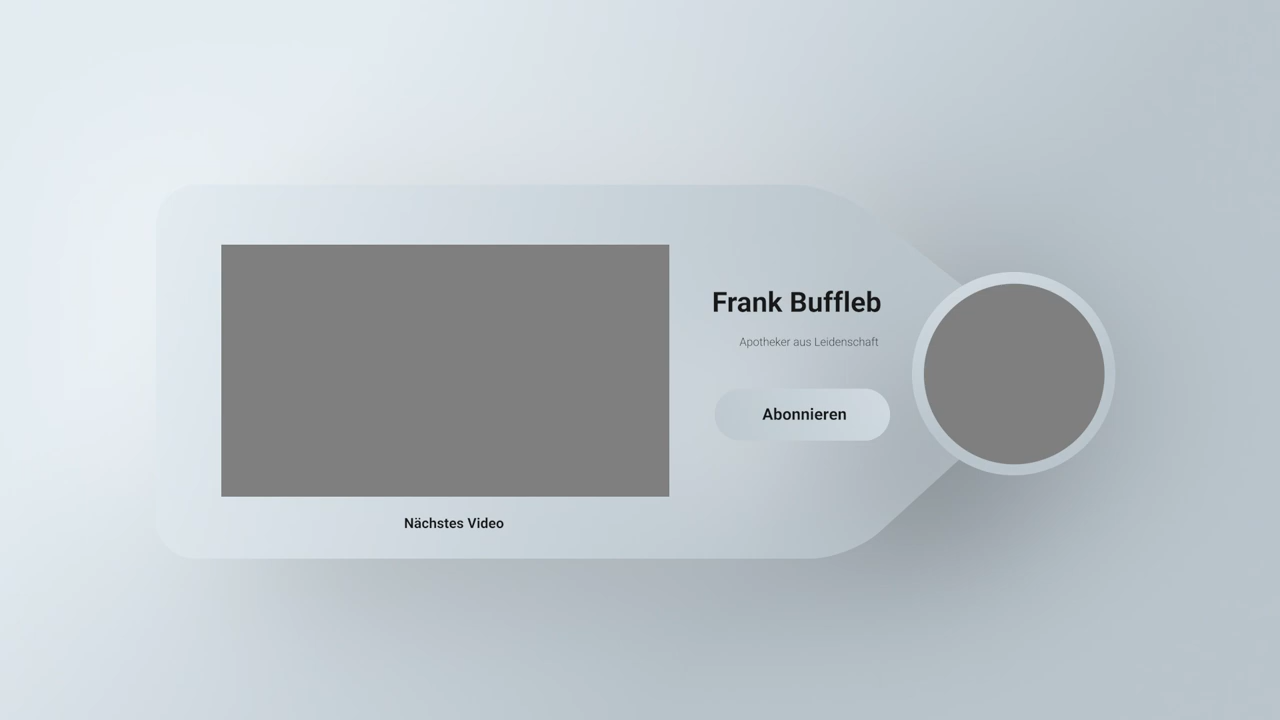 Frank Buffleb
Apotheker aus Leidenschaft
Abonnieren
Nächstes Video